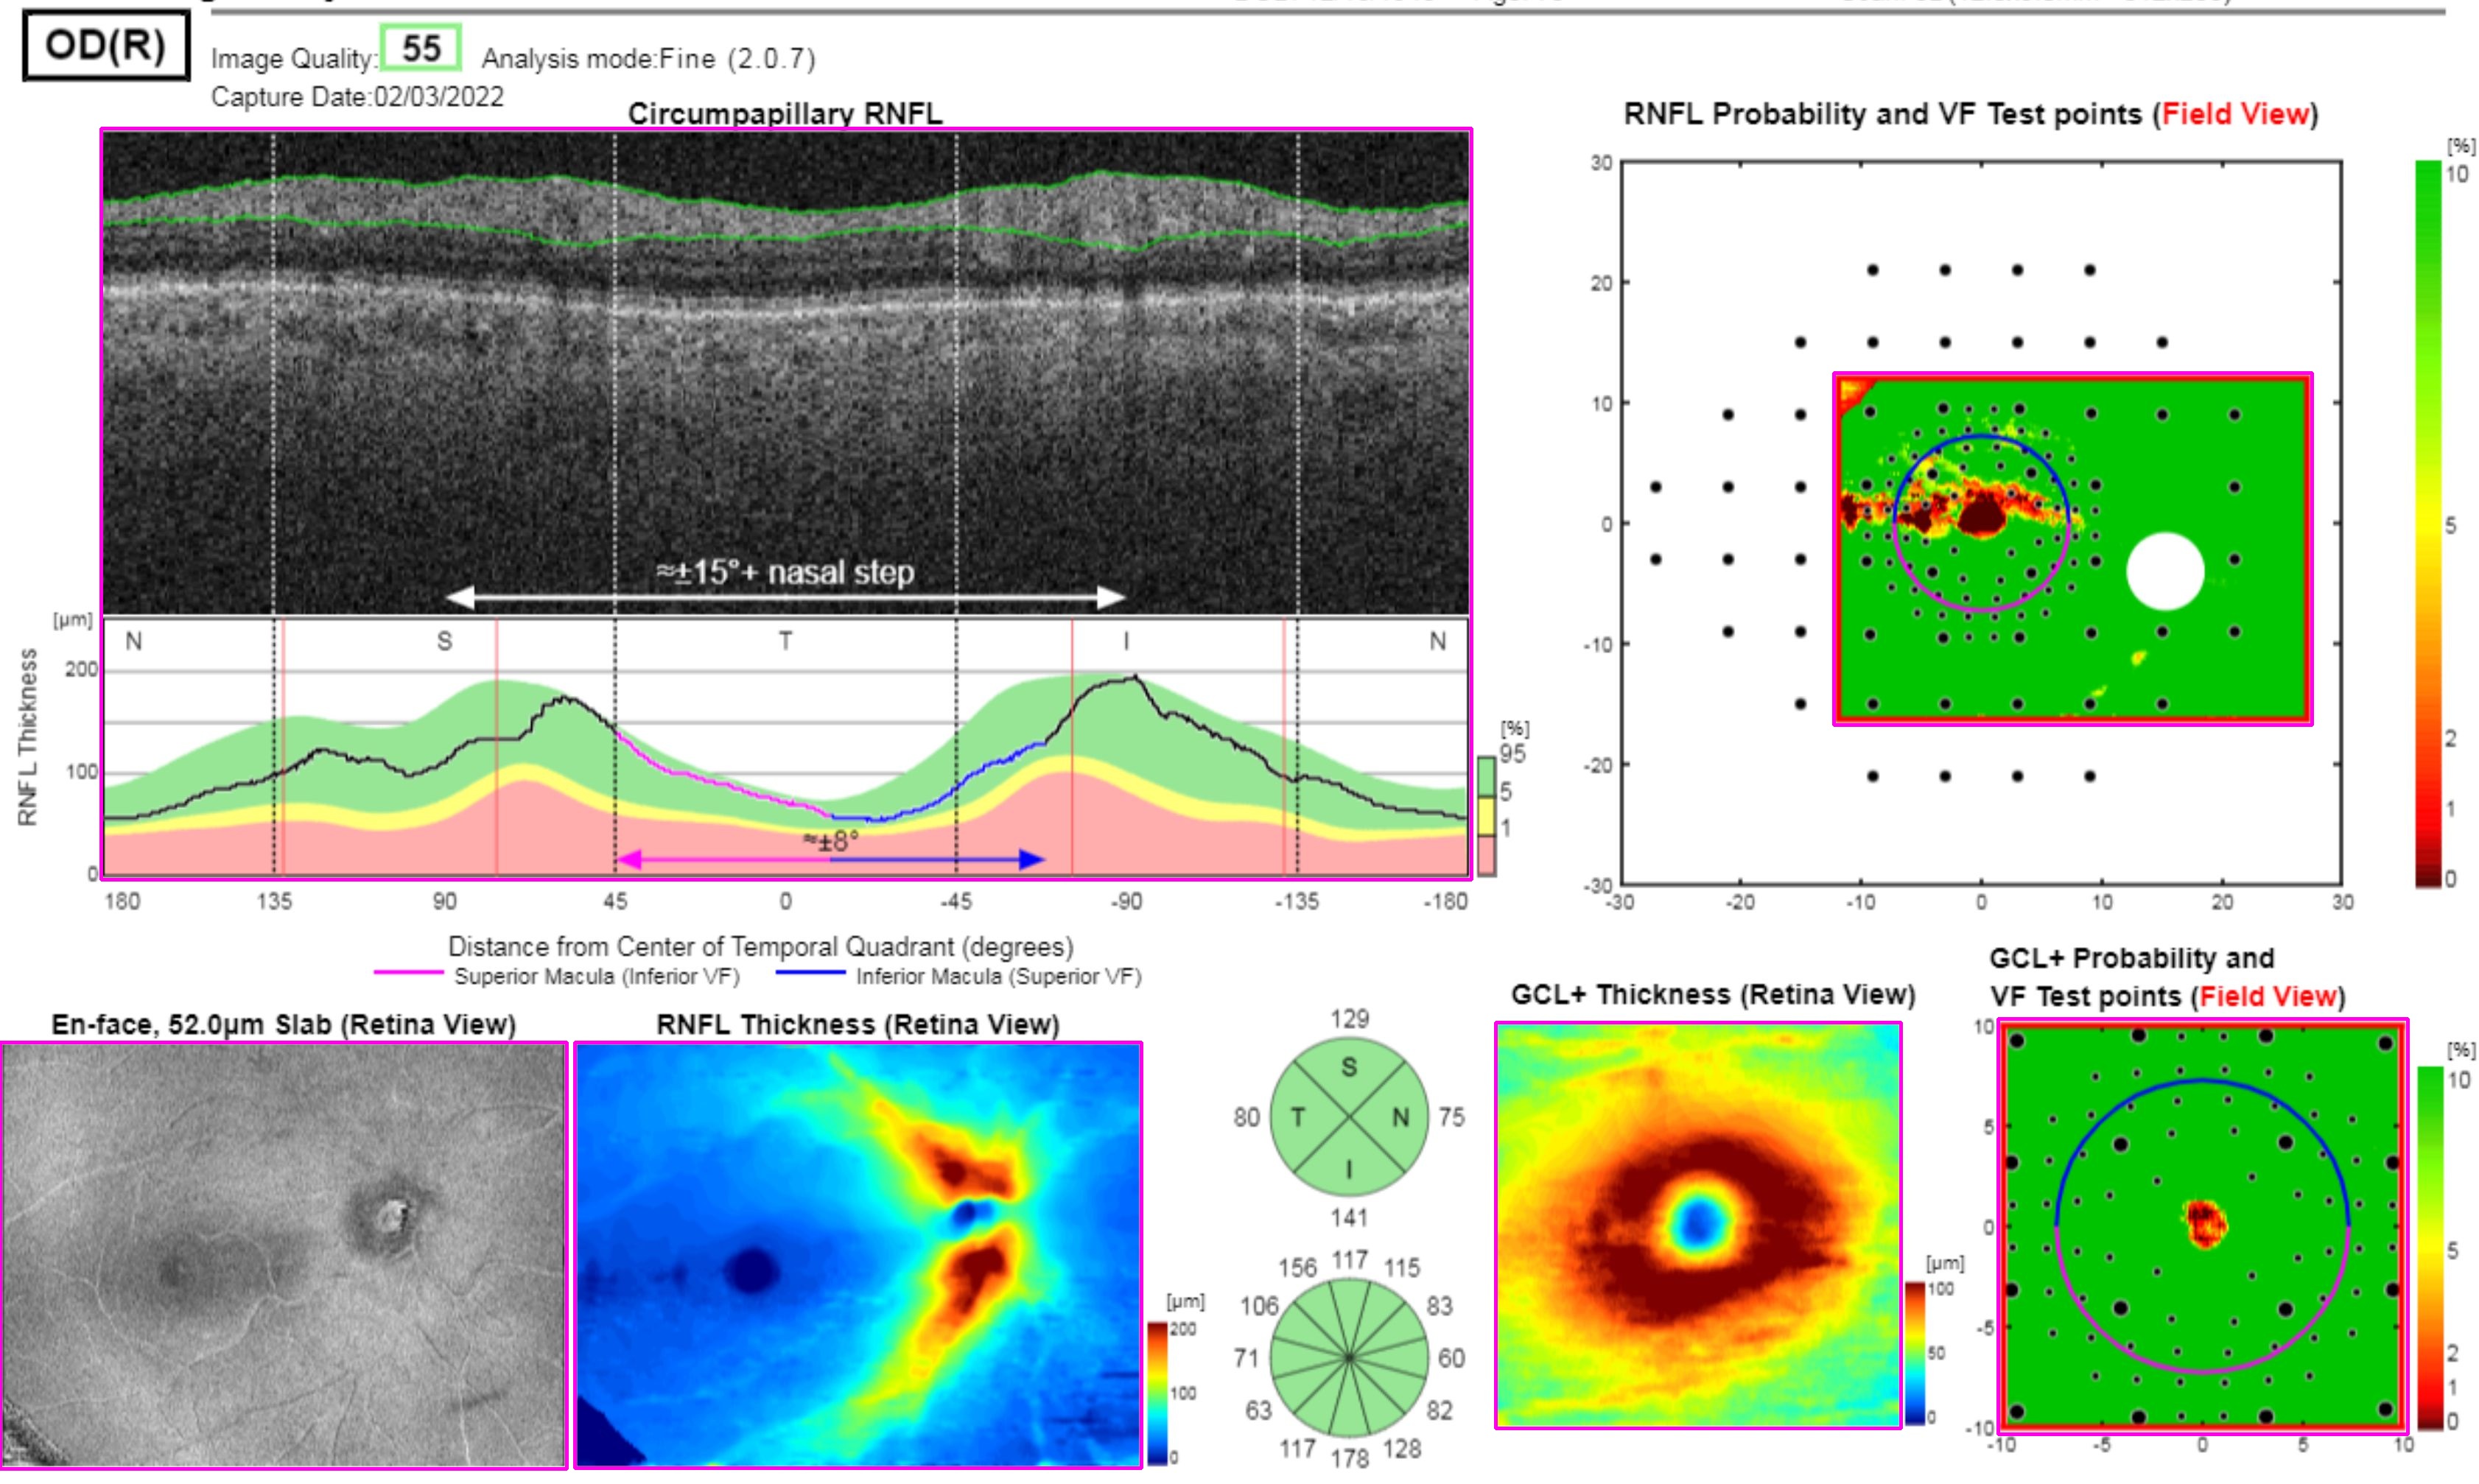 OD(R)
Image Quality: 55 Analysis mode:Fine (2.0.7)
Capture Date:02/03/2022
Circumpapillary RNFL
≈±15°+ nasal step
[µm]
N S T I N
200
100
0
RNFL Thickness
≈±8°
[%]
95
5
1
180 135 90 45 0 -45 -90 -135 -180
Distance from Center of Temporal Quadrant (degrees)
Superior Macula (Inferior VF) Inferior Macula (Superior VF)
RNFL Probability and VF Test points (Field View)
30
20
10
0
-10
-20
-30
-30 -20 -10 0 10 20 30
[%]
10
5
2
1
0
En-face, 52.0µm Slab (Retina View)
RNFL Thickness (Retina View)
[µm]
200
100
0
129
S
80 T N 75
I
141
156 117 115
106 83
71 60
63 82
117 178 128
GCL+ Thickness (Retina View)
[µm]
100
50
0
GCL+ Probability and
VF Test points (Field View)
10
5
0
-5
-10
-10 -5 0 5 10
[%]
10
5
2
1
0